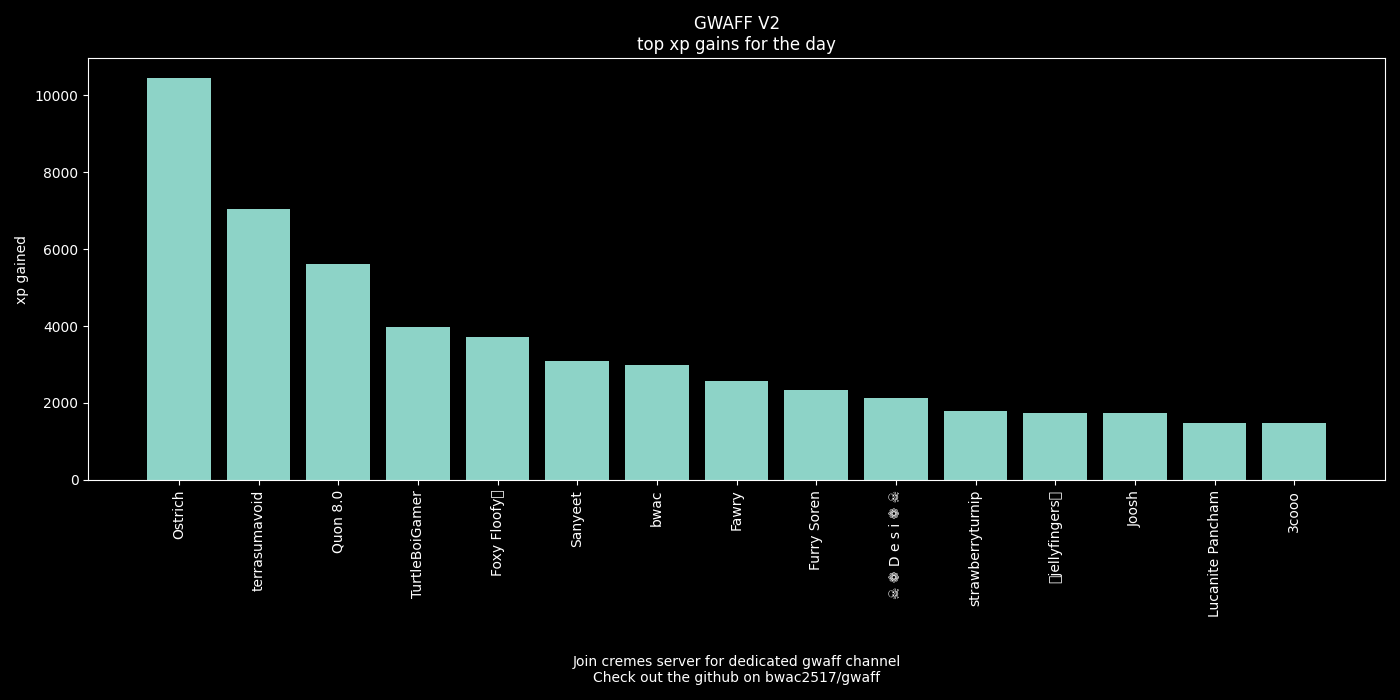 GWAFF V2
top xp gains for the day
xp gained
10000
8000
6000
4000
2000
0
Ostrich
terrasumavoid
Quon 8.0
TurtleBoiGamer
Foxy Floofy▯
Sanyeet
bwac
Fawry
Furry Soren
☠ ❁ D e s i ❁ ☠
strawberryturnip
▯jellyfingers▯
Joosh
Lucanite Pancham
3cooo
Join cremes server for dedicated gwaff channel
Check out the github on bwac2517/gwaff